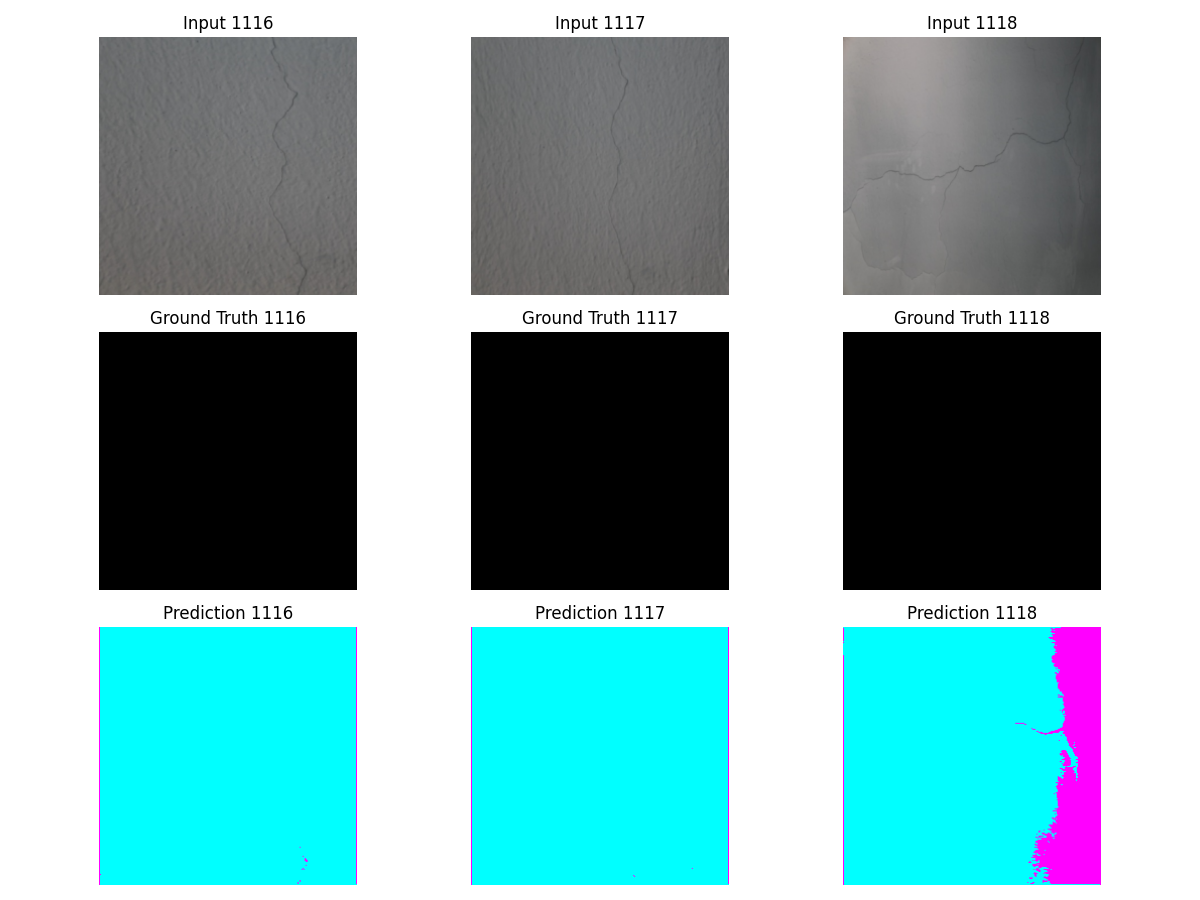 Input 1116
Input 1117
Input 1118
Ground Truth 1116
Ground Truth 1117
Ground Truth 1118
Prediction 1116
Prediction 1117
Prediction 1118